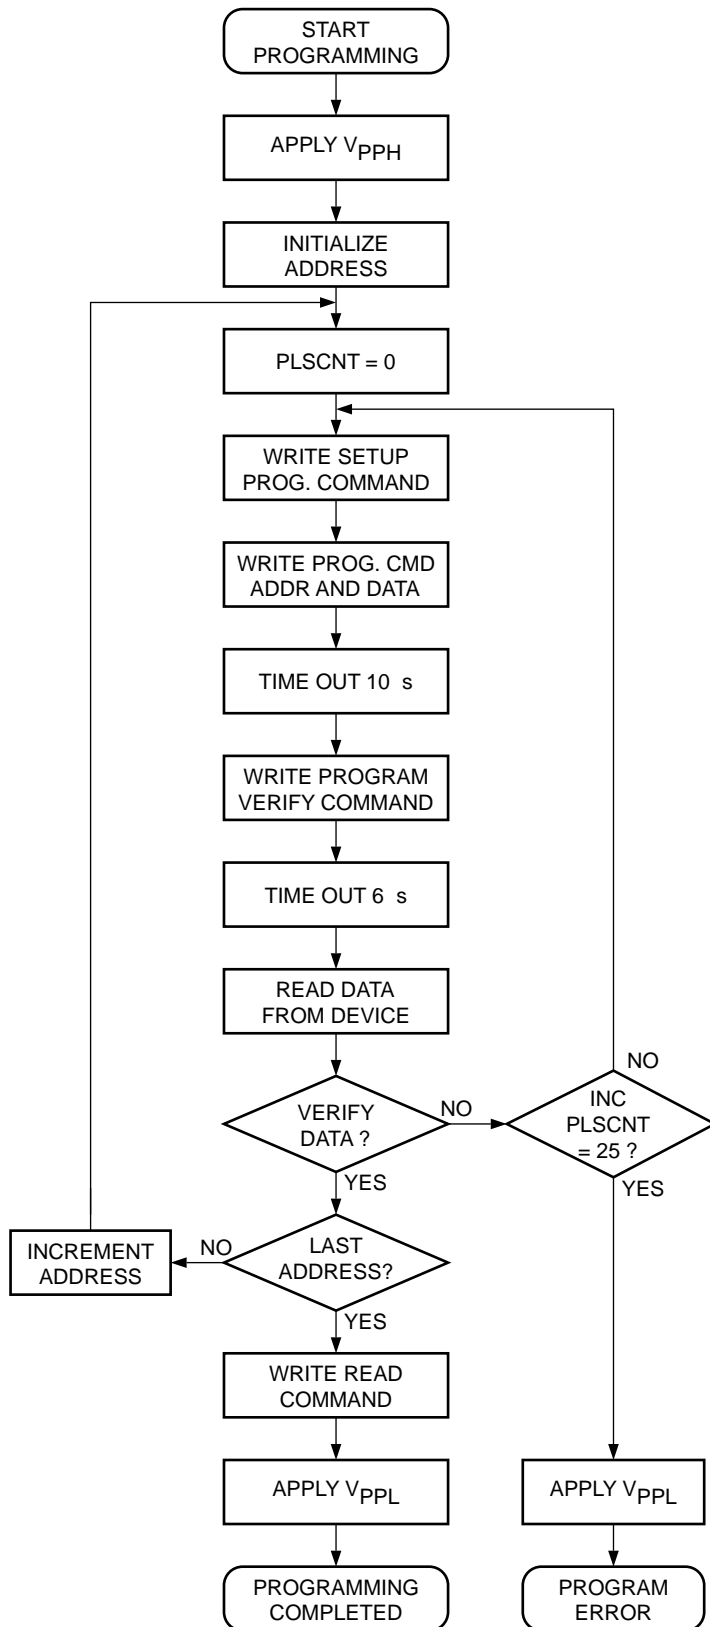 START
PROGRAMMING
APPLY VPPH
INITIALIZE
ADDRESS
PLSCNT = 0
WRITE SETUP
PROG. COMMAND
WRITE PROG. CMD
ADDR AND DATA
TIME OUT 10  s
WRITE PROGRAM
VERIFY COMMAND
TIME OUT 6  s
READ DATA
FROM DEVICE
NO
VERIFY
DATA ?
NO
INC
PLSCNT
= 25 ?
YES
YES
INCREMENT
ADDRESS
NO
LAST
ADDRESS?
YES
WRITE READ
COMMAND
APPLY VPPL
APPLY VPPL
PROGRAMMING
COMPLETED
PROGRAM
ERROR